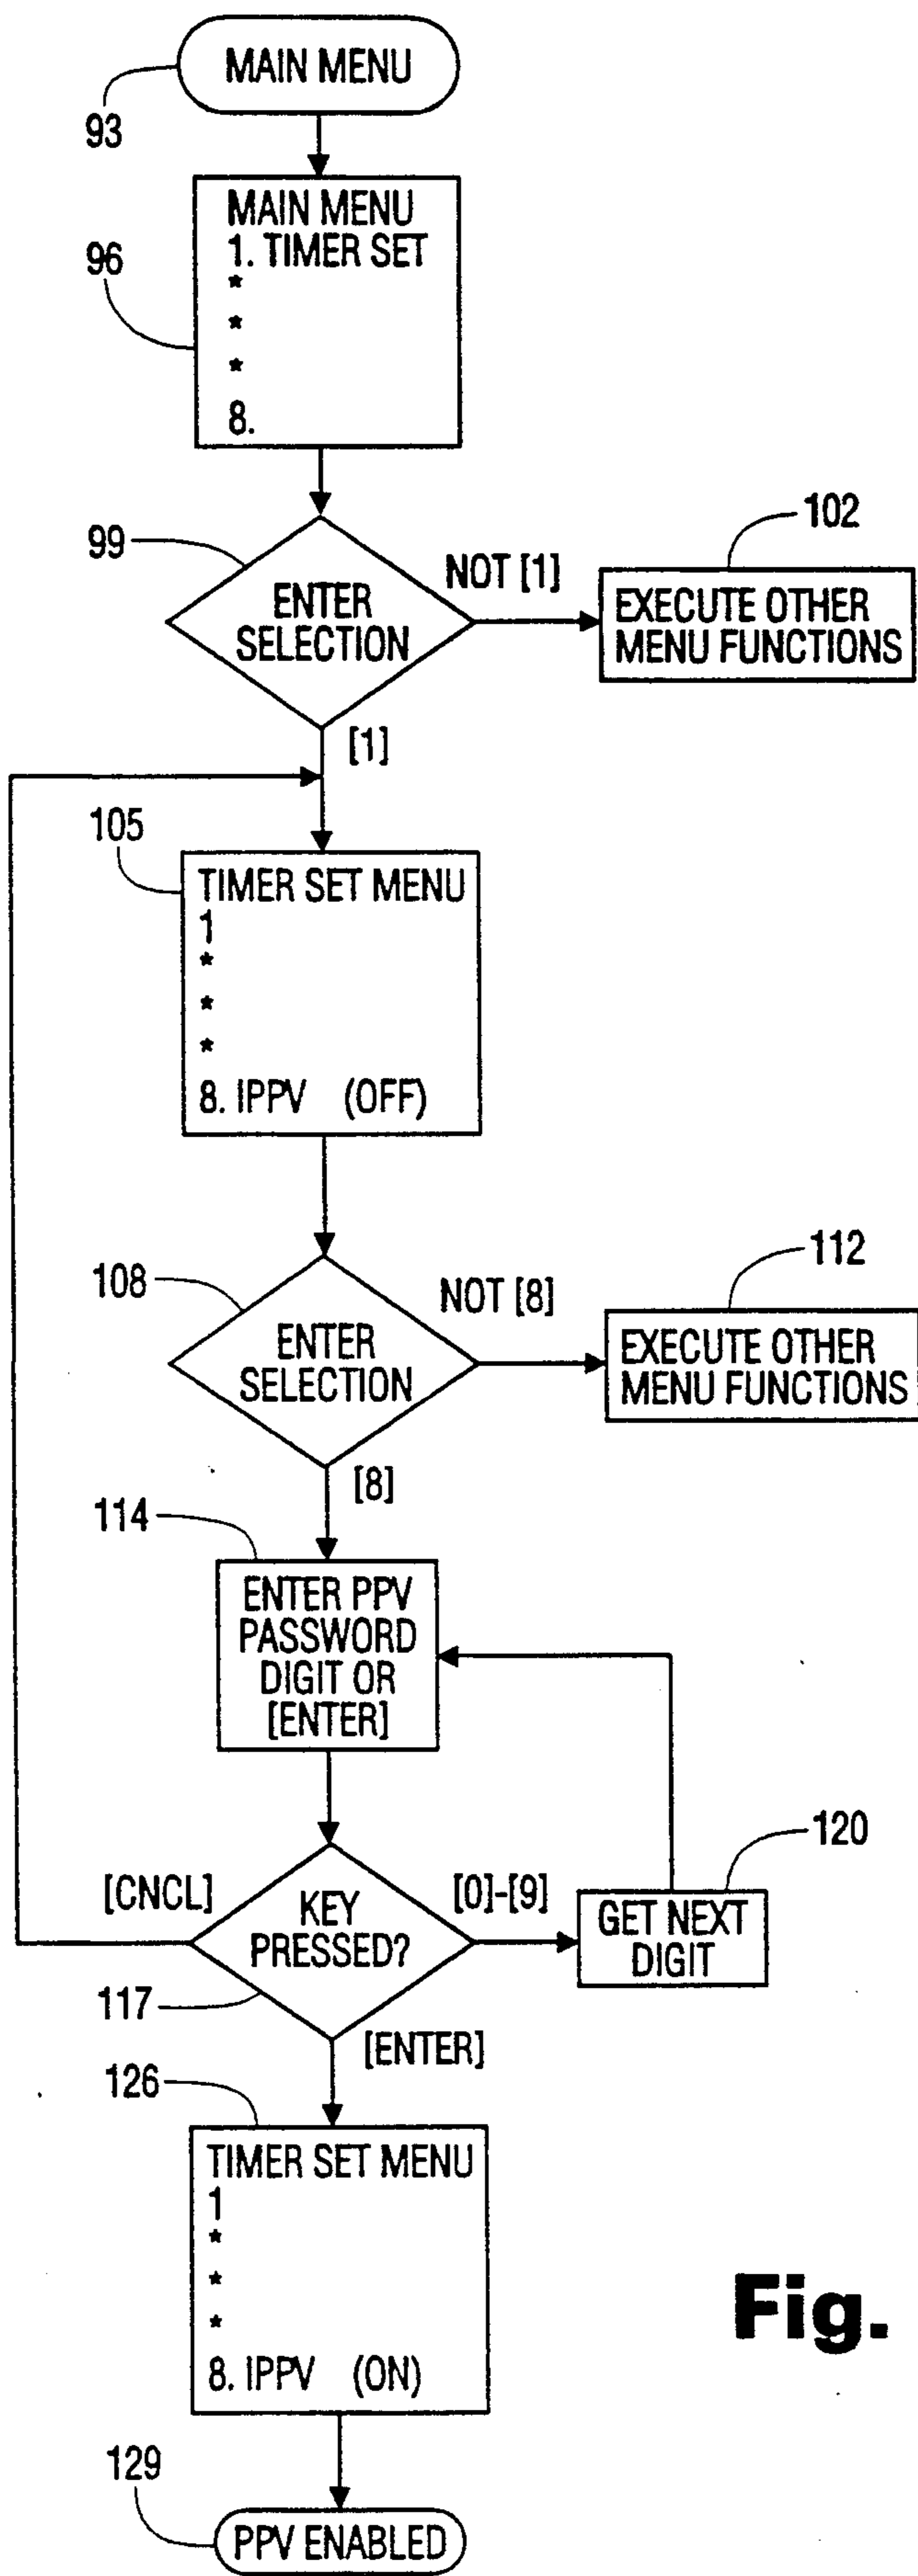 MAIN MENU
93
MAIN MENU
1. TIMER SET
*
*
*
8.
96
99
ENTER
SELECTION
NOT [1]
102
EXECUTE OTHER
MENU FUNCTIONS
[1]
105
TIMER SET MENU
1
*
*
*
8. IPPV (OFF)
108
ENTER
SELECTION
NOT [8]
112
EXECUTE OTHER
MENU FUNCTIONS
[8]
114
ENTER PPV
PASSWORD
DIGIT OR
[ENTER]
120
[CNCL]
KEY
PRESSED?
[0]-[9]
GET NEXT
DIGIT
117
[ENTER]
126
TIMER SET MENU
1
*
*
*
8. IPPV (ON)
Fig.
129
PPV ENABLED